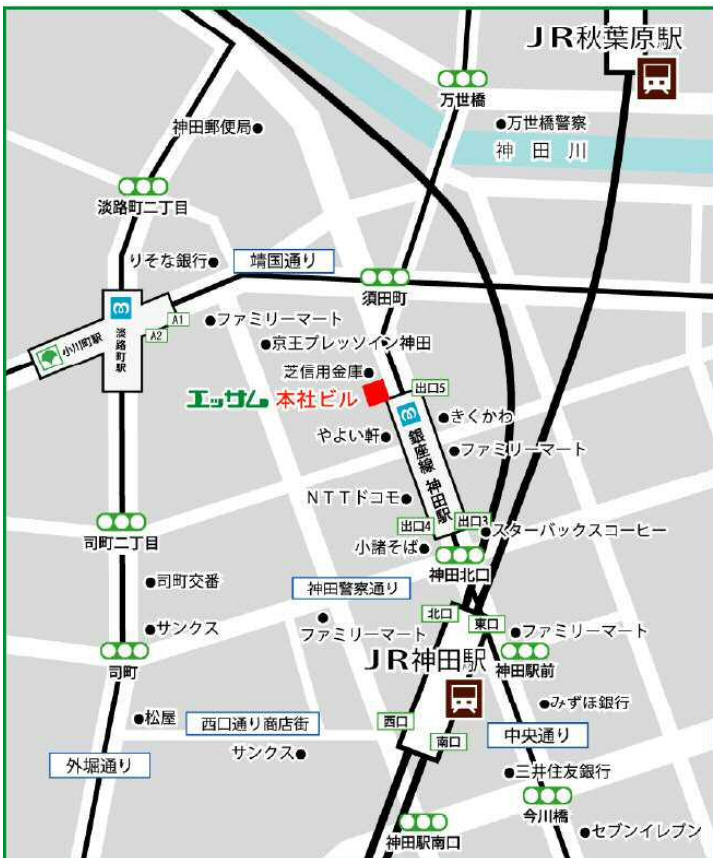 JR秋葉原駅
万世橋
●万世橋警察
神田郵便局●
神田川
淡路町二丁目
りそな銀行●
靖国通り
須田町
A1
A2
淡路町駅
小川町駅
●ファミリーマート
●京王プレッソイン神田
芝信用金庫●
出口5
エッサム 本社ビル
●きくかわ
やよい軒●
●ファミリーマート
銀座線 神田駅
NTTドコモ●
出口4
出口3
●スターバックスコーヒー
司町二丁目
小諸そば●
神田北口
●司町交番
神田警察通り
北口
東口
●サンクス
●ファミリーマート
●ファミリーマート
司町
JR神田駅
神田駅前
●みずほ銀行
●松屋
西口通り商店街
西口
南口
中央通り
サンクス●
外堀通り
●三井住友銀行
今川橋
●セブンイレブン
神田駅南口